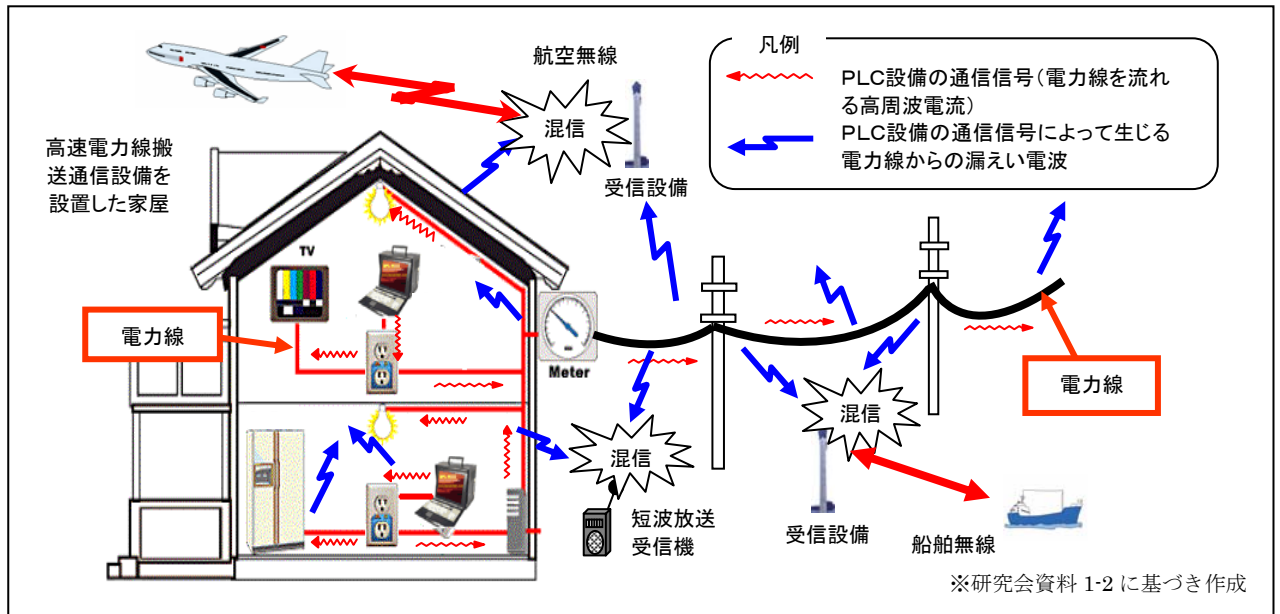 航空無線
混信
受信設備
凡例
PLC設備の通信信号(電力線を流れ
る高周波電流)
PLC設備の通信信号によって生じる
電力線からの漏えい電波
高速電力線搬
送通信設備を
設置した家屋
TV
電力線
Meter
電力線
混信
混信
短波放送
受信機
受信設備
船舶無線
※研究会資料 1-2 に基づき作成